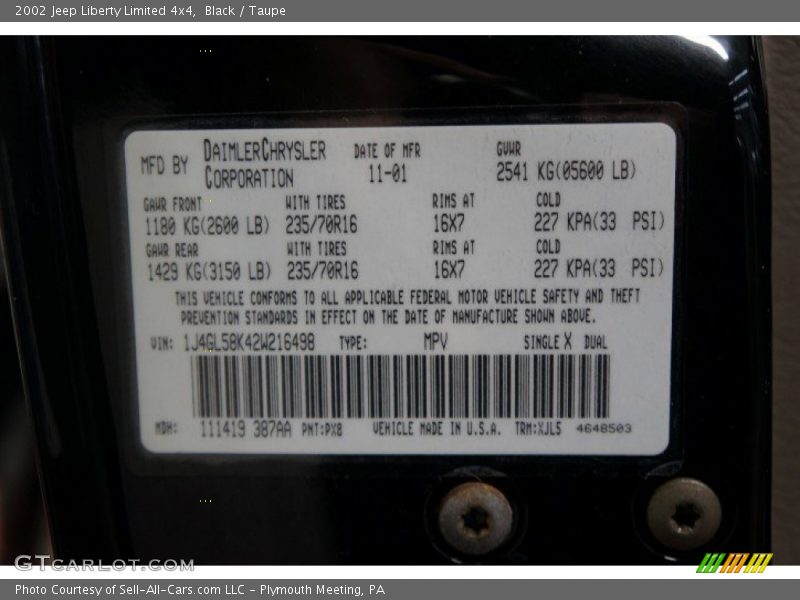 2002 Jeep Liberty Limited 4x4, Black / Taupe
MFD BY DAIMLERCHRYSLER CORPORATION DATE OF MFR 11-01 GVWR 2541 KG(05600 LB)
GAWR FRONT WITH TIRES RIMS AT COLD
1180 KG(2600 LB) 235/70R16 16X7 227 KPA(33 PSI)
GAWR REAR WITH TIRES RIMS AT COLD
1429 KG(3150 LB) 235/70R16 16X7 227 KPA(33 PSI)
THIS VEHICLE CONFORMS TO ALL APPLICABLE FEDERAL MOTOR VEHICLE SAFETY AND THEFT
PREVENTION STANDARDS IN EFFECT ON THE DATE OF MANUFACTURE SHOWN ABOVE.
VIN: 1J4GL58K42W216498 TYPE: MPV SINGLE X DUAL
MDH: 111419 387AA PNT:PX8 VEHICLE MADE IN U.S.A. TRM:XJL5 4648503
GTCARLOT.COM
Photo Courtesy of Sell-All-Cars.com LLC - Plymouth Meeting, PA